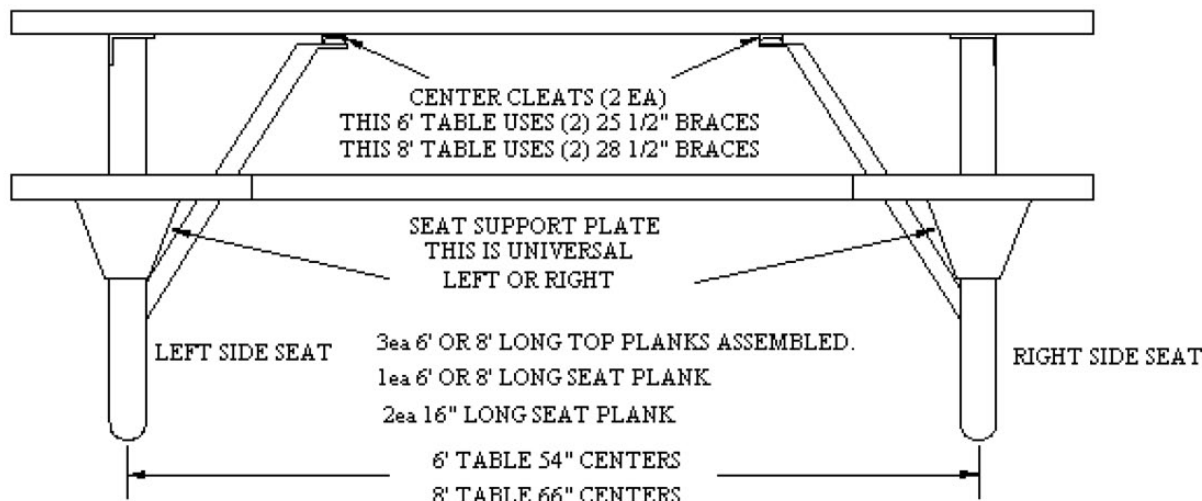 CENTER CLEATS (2 EA)
THIS 6' TABLE USES (2) 25 1/2" BRACES
THIS 8' TABLE USES (2) 28 1/2" BRACES
SEAT SUPPORT PLATE
THIS IS UNIVERSAL
LEFT OR RIGHT
LEFT SIDE SEAT
3ea 6' OR 8' LONG TOP PLANKS ASSEMBLED.
1ea 6' OR 8' LONG SEAT PLANK
2ea 16" LONG SEAT PLANK
RIGHT SIDE SEAT
6' TABLE 54" CENTERS
8' TABLE 66" CENTERS